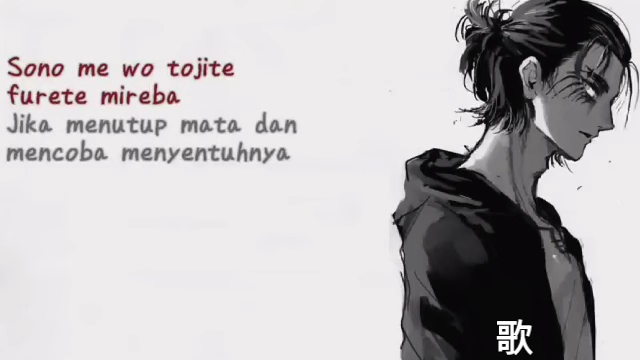 Sono me wo tojite
furete mireba
Jika menutup mata dan
mencoba menyentuhnya
歌